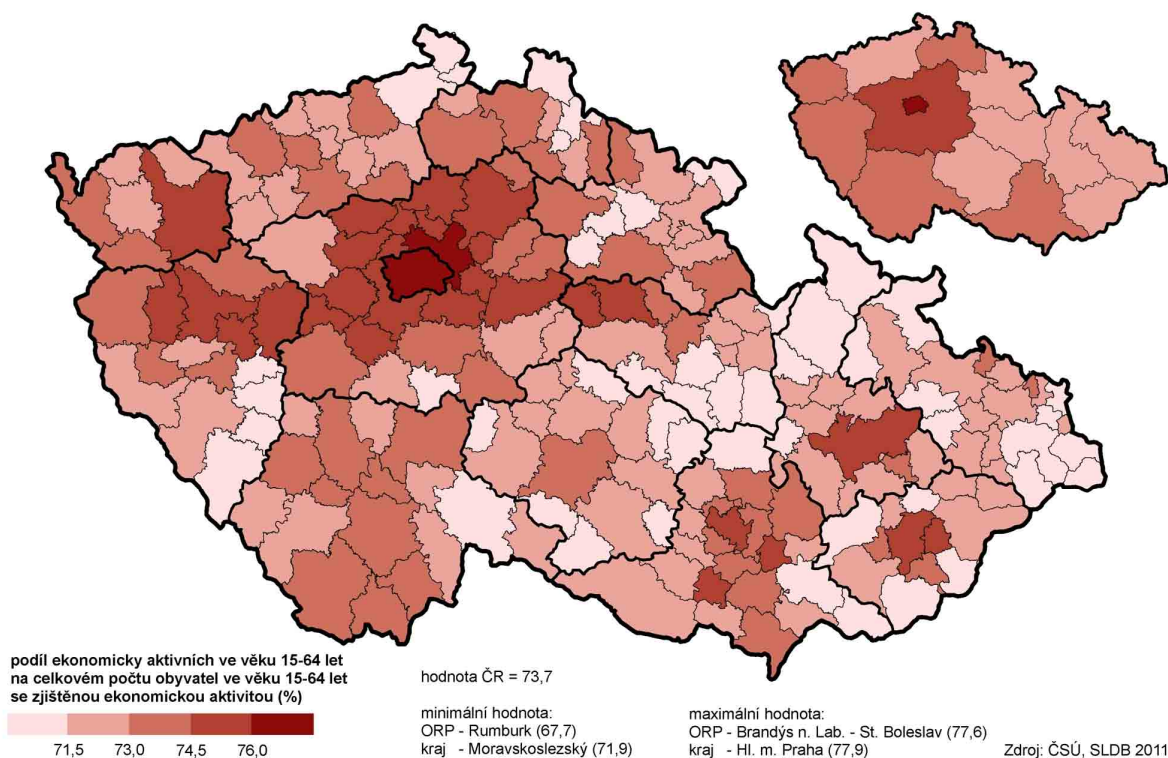 podíl ekonomicky aktivních ve věku 15-64 let
na celkovém počtu obyvatel ve věku 15-64 let
se zjištěnou ekonomickou aktivitou (%)
71,5 73,0 74,5 76,0
hodnota ČR = 73,7
minimální hodnota:
ORP - Rumburk (67,7)
kraj - Moravskoslezský (71,9)
maximální hodnota:
ORP - Brandýs n. Lab. - St. Boleslav (77,6)
kraj - Hl. m. Praha (77,9)
Zdroj: ČSÚ, SLDB 2011